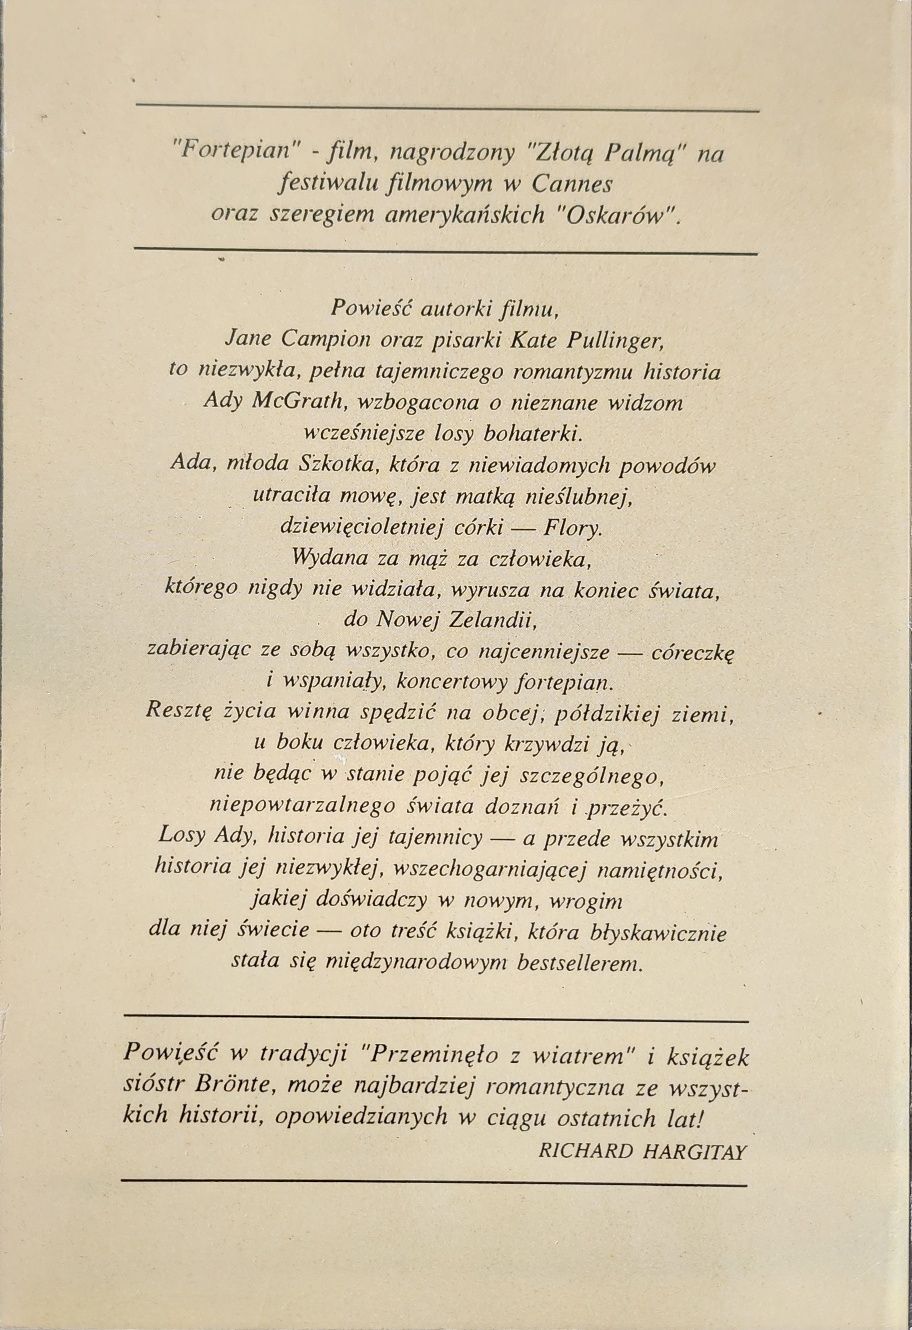 "Fortepian" - film, nagrodzony "Złotą Palmą" na
festiwalu filmowym w Cannes
oraz szeregiem amerykańskich "Oskarów".
Powieść autorki filmu,
Jane Campion oraz pisarki Kate Pullinger,
to niezwykła, pełna tajemniczego romantyzmu historia
Ady McGrath, wzbogacona o nieznane widzom
wcześniejsze losy bohaterki.
Ada, młoda Szkotka, która z niewiadomych powodów
utraciła mowę, jest matką nieślubnej,
dziewięcioletniej córki — Flory.
Wydana za mąż za człowieka,
którego nigdy nie widziała, wyrusza na koniec świata,
do Nowej Zelandii,
zabierając ze sobą wszystko, co najcenniejsze — córeczkę
i wspaniały, koncertowy fortepian.
Resztę życia winna spędzić na obcej, półdzikiej ziemi,
u boku człowieka, który krzywdzi ją,
nie będąc w stanie pojąć jej szczególnego,
niepowtarzalnego świata doznań i przeżyć.
Losy Ady, historia jej tajemnicy — a przede wszystkim
historia jej niezwykłej, wszechogarniającej namiętności,
jakiej doświadczy w nowym, wrogim
dla niej świecie — oto treść książki, która błyskawicznie
stała się międzynarodowym bestsellerem.
Powieść w tradycji "Przeminęło z wiatrem" i książek
sióstr Brönte, może najbardziej romantyczna ze wszyst-
kich historii, opowiedzianych w ciągu ostatnich lat!
RICHARD HARGITAY